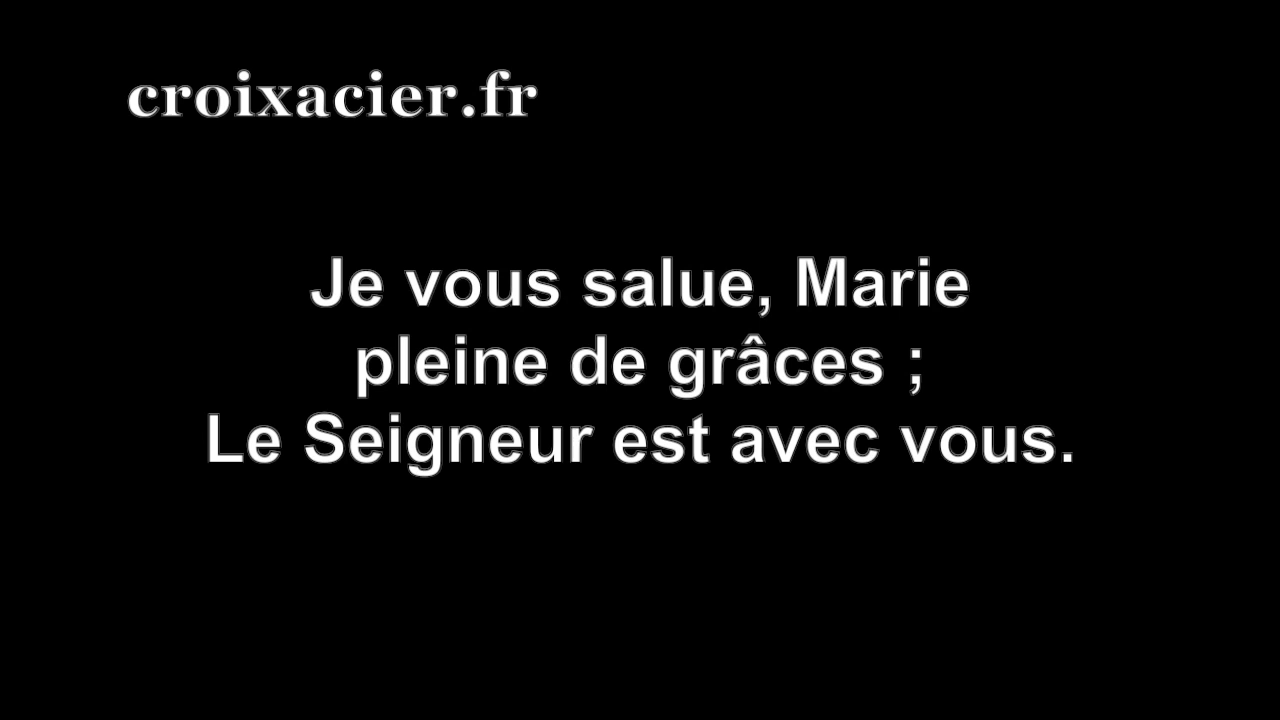 croixacier.fr
Je vous salue, Marie
pleine de grâces ;
Le Seigneur est avec vous.